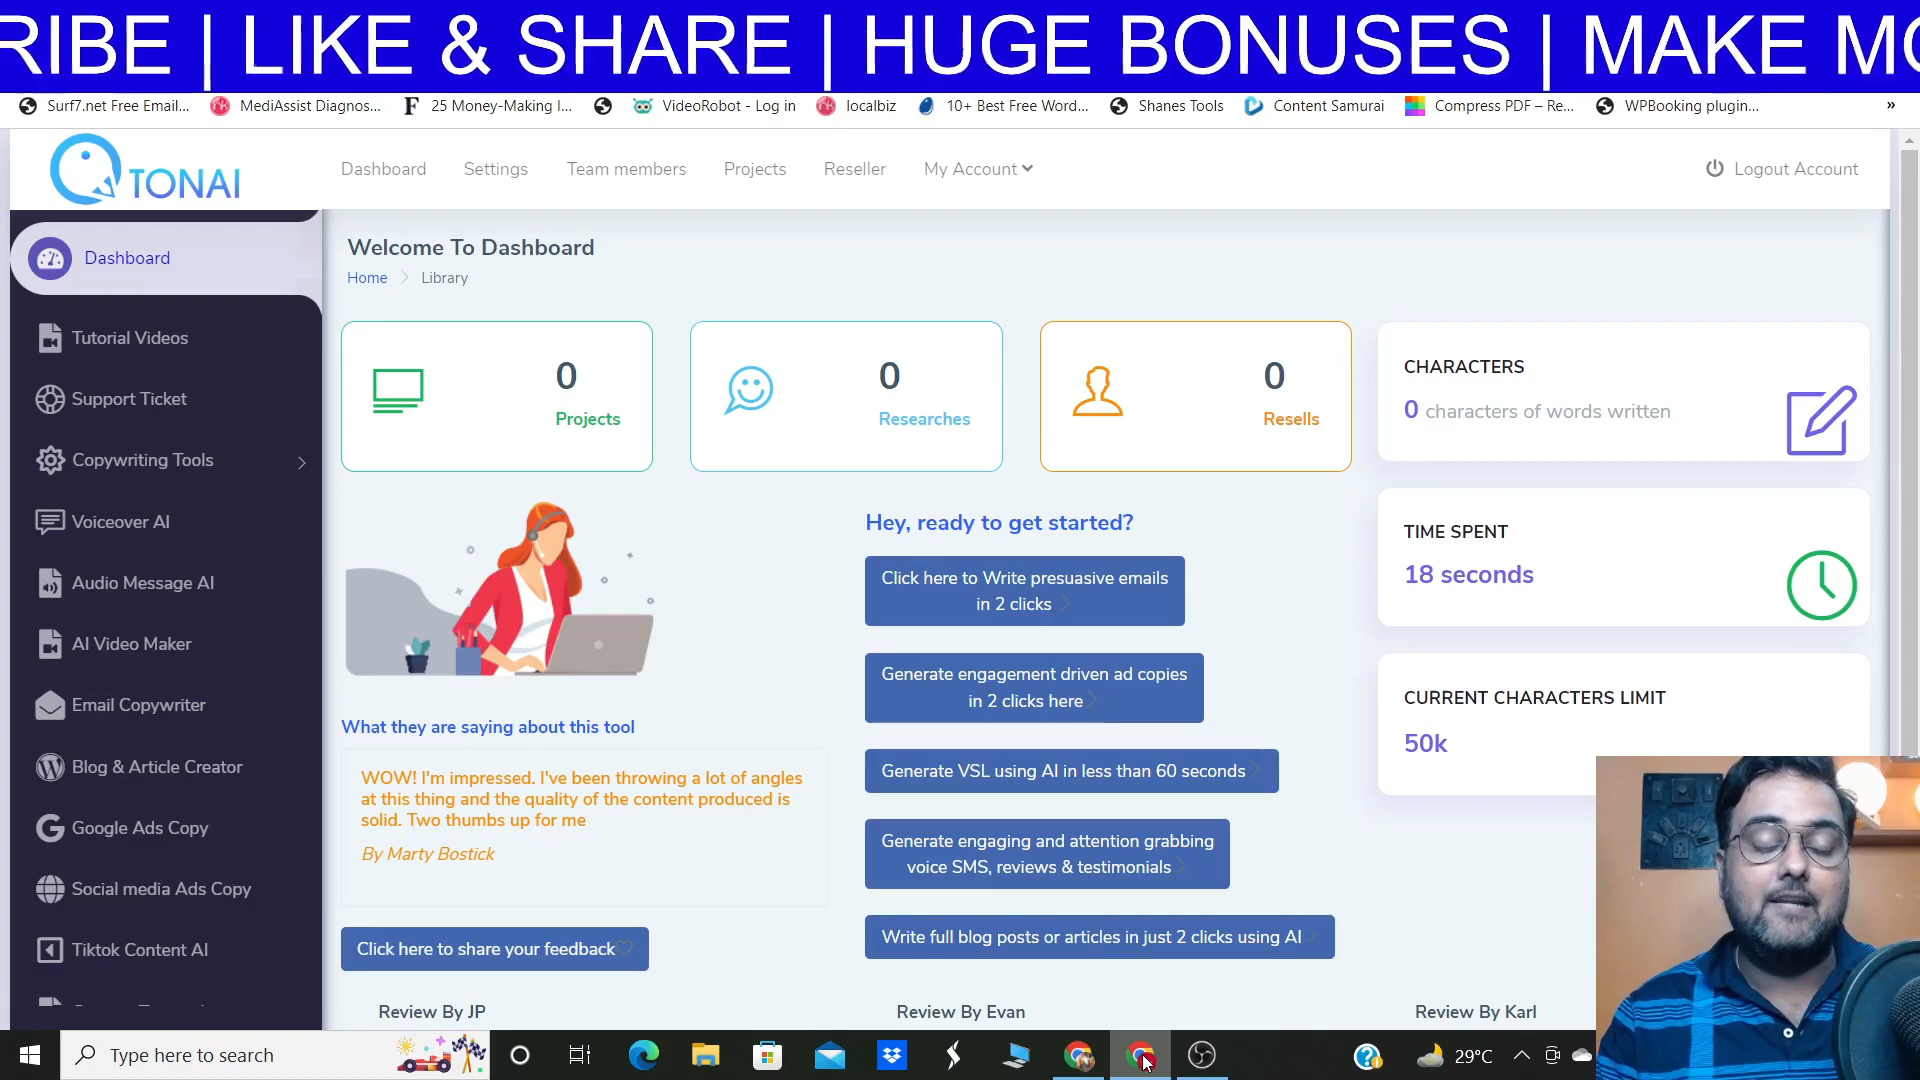 RIBE | LIKE & SHARE | HUGE BONUSES | MAKE MO
Surf7.net Free Email... MediAssist Diagnos... 25 Money-Making I... VideoRobot - Log in localbiz 10+ Best Free Word... Shanes Tools Content Samurai Compress PDF – Re... WPBooking plugin... »
TONAI
Dashboard Settings Team members Projects Reseller My Account Logout Account
Dashboard
Tutorial Videos
Support Ticket
Copywriting Tools
Voiceover AI
Audio Message AI
AI Video Maker
Email Copywriter
Blog & Article Creator
Google Ads Copy
Social media Ads Copy
Tiktok Content AI
Welcome To Dashboard
Home Library
0
Projects
0
Researches
0
Resells
CHARACTERS
0 characters of words written
TIME SPENT
18 seconds
CURRENT CHARACTERS LIMIT
50k
What they are saying about this tool
WOW! I'm impressed. I've been throwing a lot of angles
at this thing and the quality of the content produced is
solid. Two thumbs up for me
By Marty Bostick
Click here to share your feedback
Hey, ready to get started?
Click here to Write presuasive emails
in 2 clicks
Generate engagement driven ad copies
in 2 clicks here
Generate VSL using AI in less than 60 seconds
Generate engaging and attention grabbing
voice SMS, reviews & testimonials
Write full blog posts or articles in just 2 clicks using AI
Review By JP Review By Evan Review By Karl
Type here to search
29°C